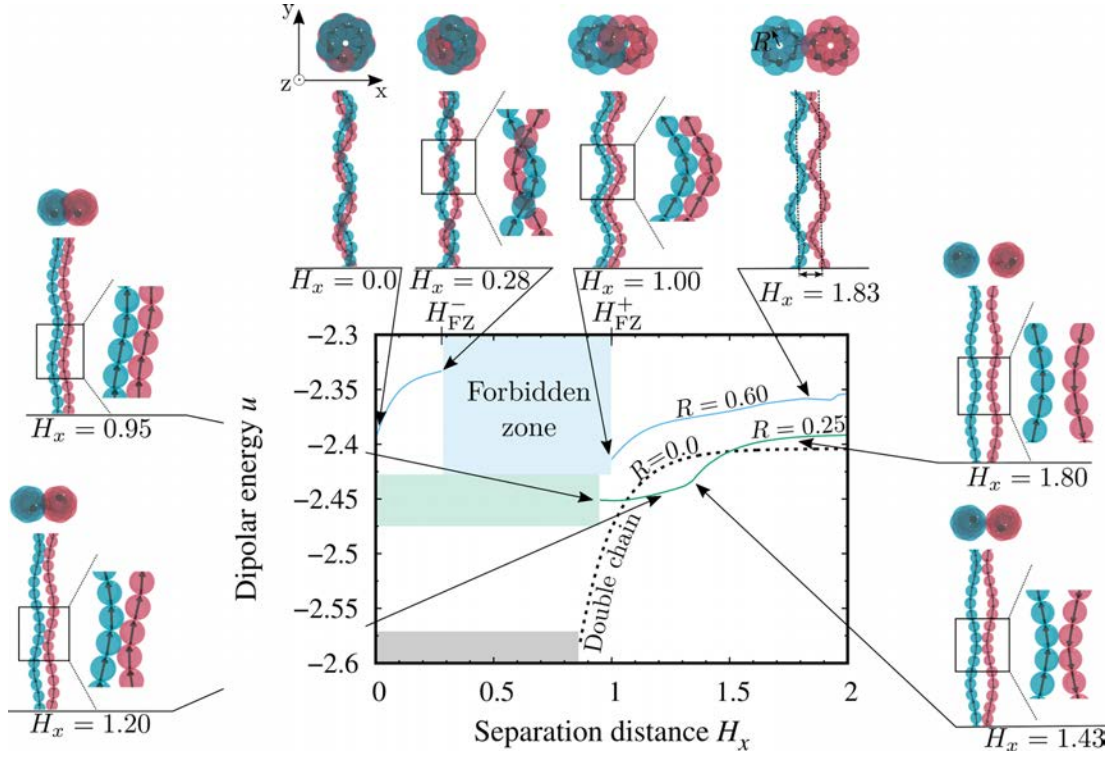 y
z
x
R
H_x = 0.0
H_x = 0.28
H_x = 1.00
H_x = 1.83
H_FZ^-
H_FZ^+
H_x = 0.95
H_x = 1.20
H_x = 1.80
H_x = 1.43
Dipolar energy u
-2.3
-2.35
-2.4
-2.45
-2.5
-2.55
-2.6
Forbidden
zone
R = 0.60
R = 0.25
R=0.0
Double chain
0
0.5
1
1.5
2
Separation distance H_x